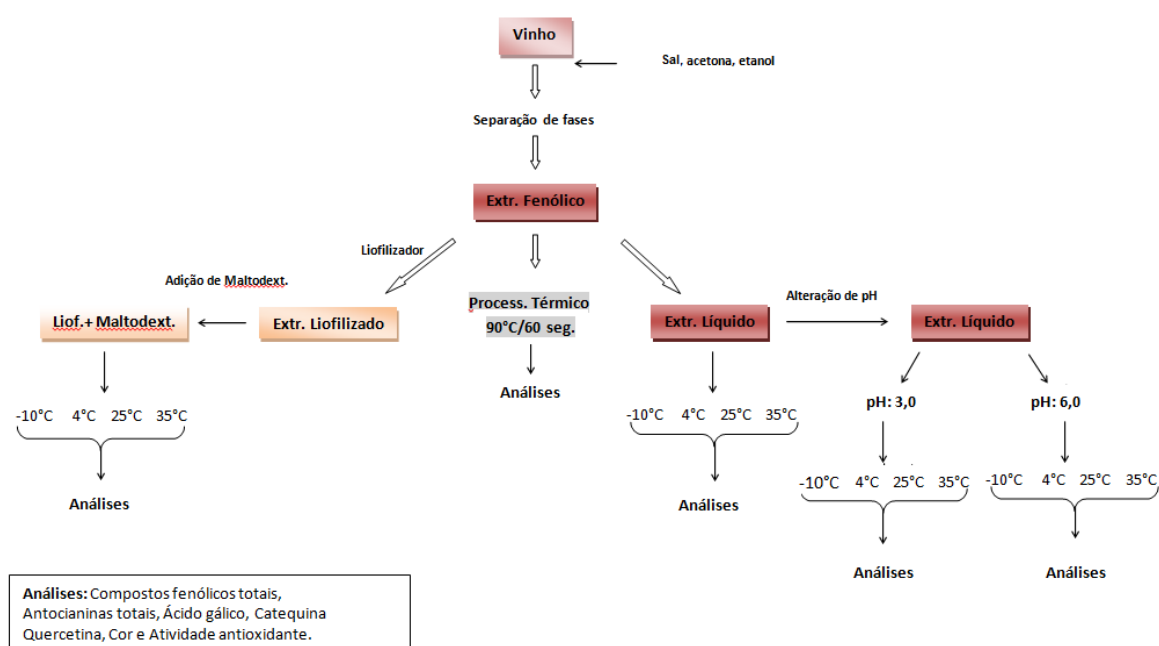 Vinho
Sal, acetona, etanol
Separação de fases
Extr. Fenólico
Liofilizador
Adição de Maltodext.
Liof.+ Maltodext.
Extr. Liofilizado
Process. Térmico
90°C/60 seg.
Análises
Extr. Líquido
Alteração de pH
Extr. Líquido
-10°C 4°C 25°C 35°C
Análises
-10°C 4°C 25°C 35°C
Análises
pH: 3,0
pH: 6,0
-10°C 4°C 25°C 35°C
-10°C 4°C 25°C 35°C
Análises
Análises
Análises: Compostos fenólicos totais,
Antocianinas totais, Ácido gálico, Catequina
Quercetina, Cor e Atividade antioxidante.